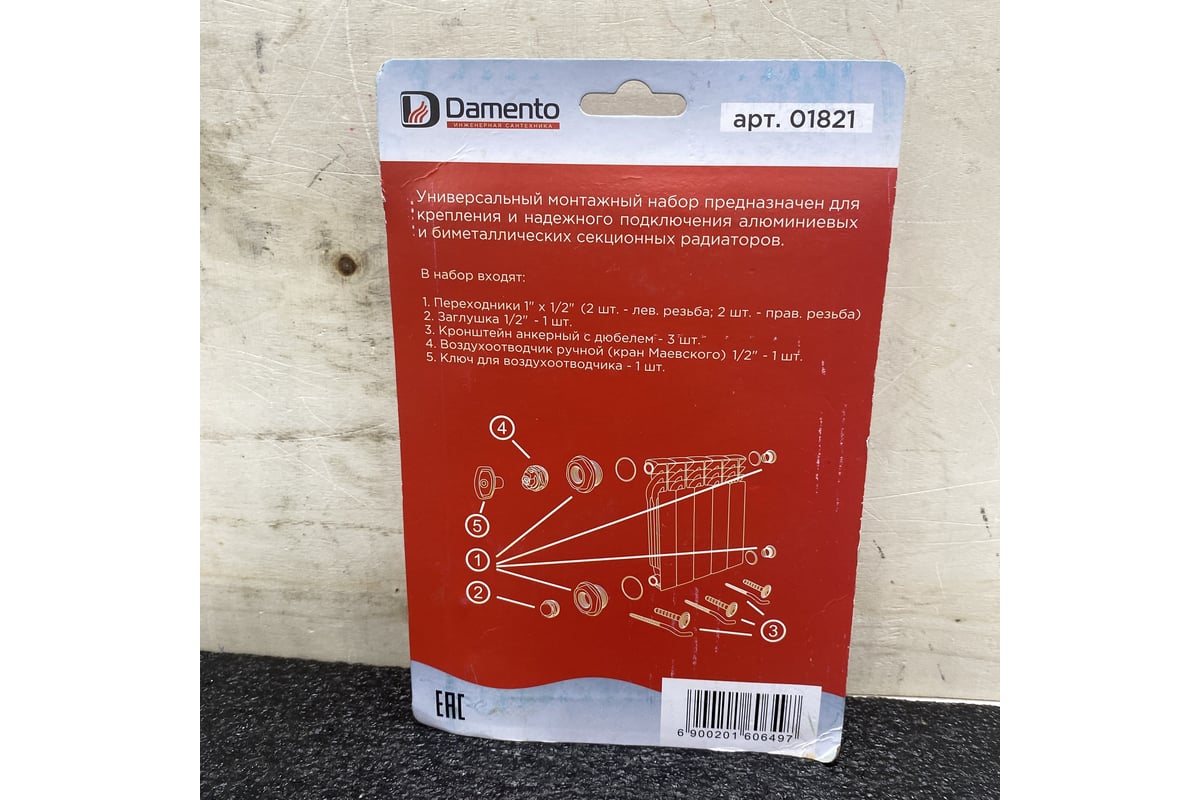 Damento
ИНЖЕНЕРНАЯ САНТЕХНИКА
арт. 01821
Универсальный монтажный набор предназначен для
крепления и надежного подключения алюминиевых
и биметаллических секционных радиаторов.
В набор входят:
1. Переходники 1" х 1/2" (2 шт. - лев. резьба; 2 шт. - прав. резьба)
2. Заглушка 1/2" - 1 шт.
3. Кронштейн анкерный с дюбелем - 3 шт.
4. Воздухоотводчик ручной (кран Маевского) 1/2" - 1 шт.
5. Ключ для воздухоотводчика - 1 шт.
4
5
1
2
3
EAC
6 900201 606497